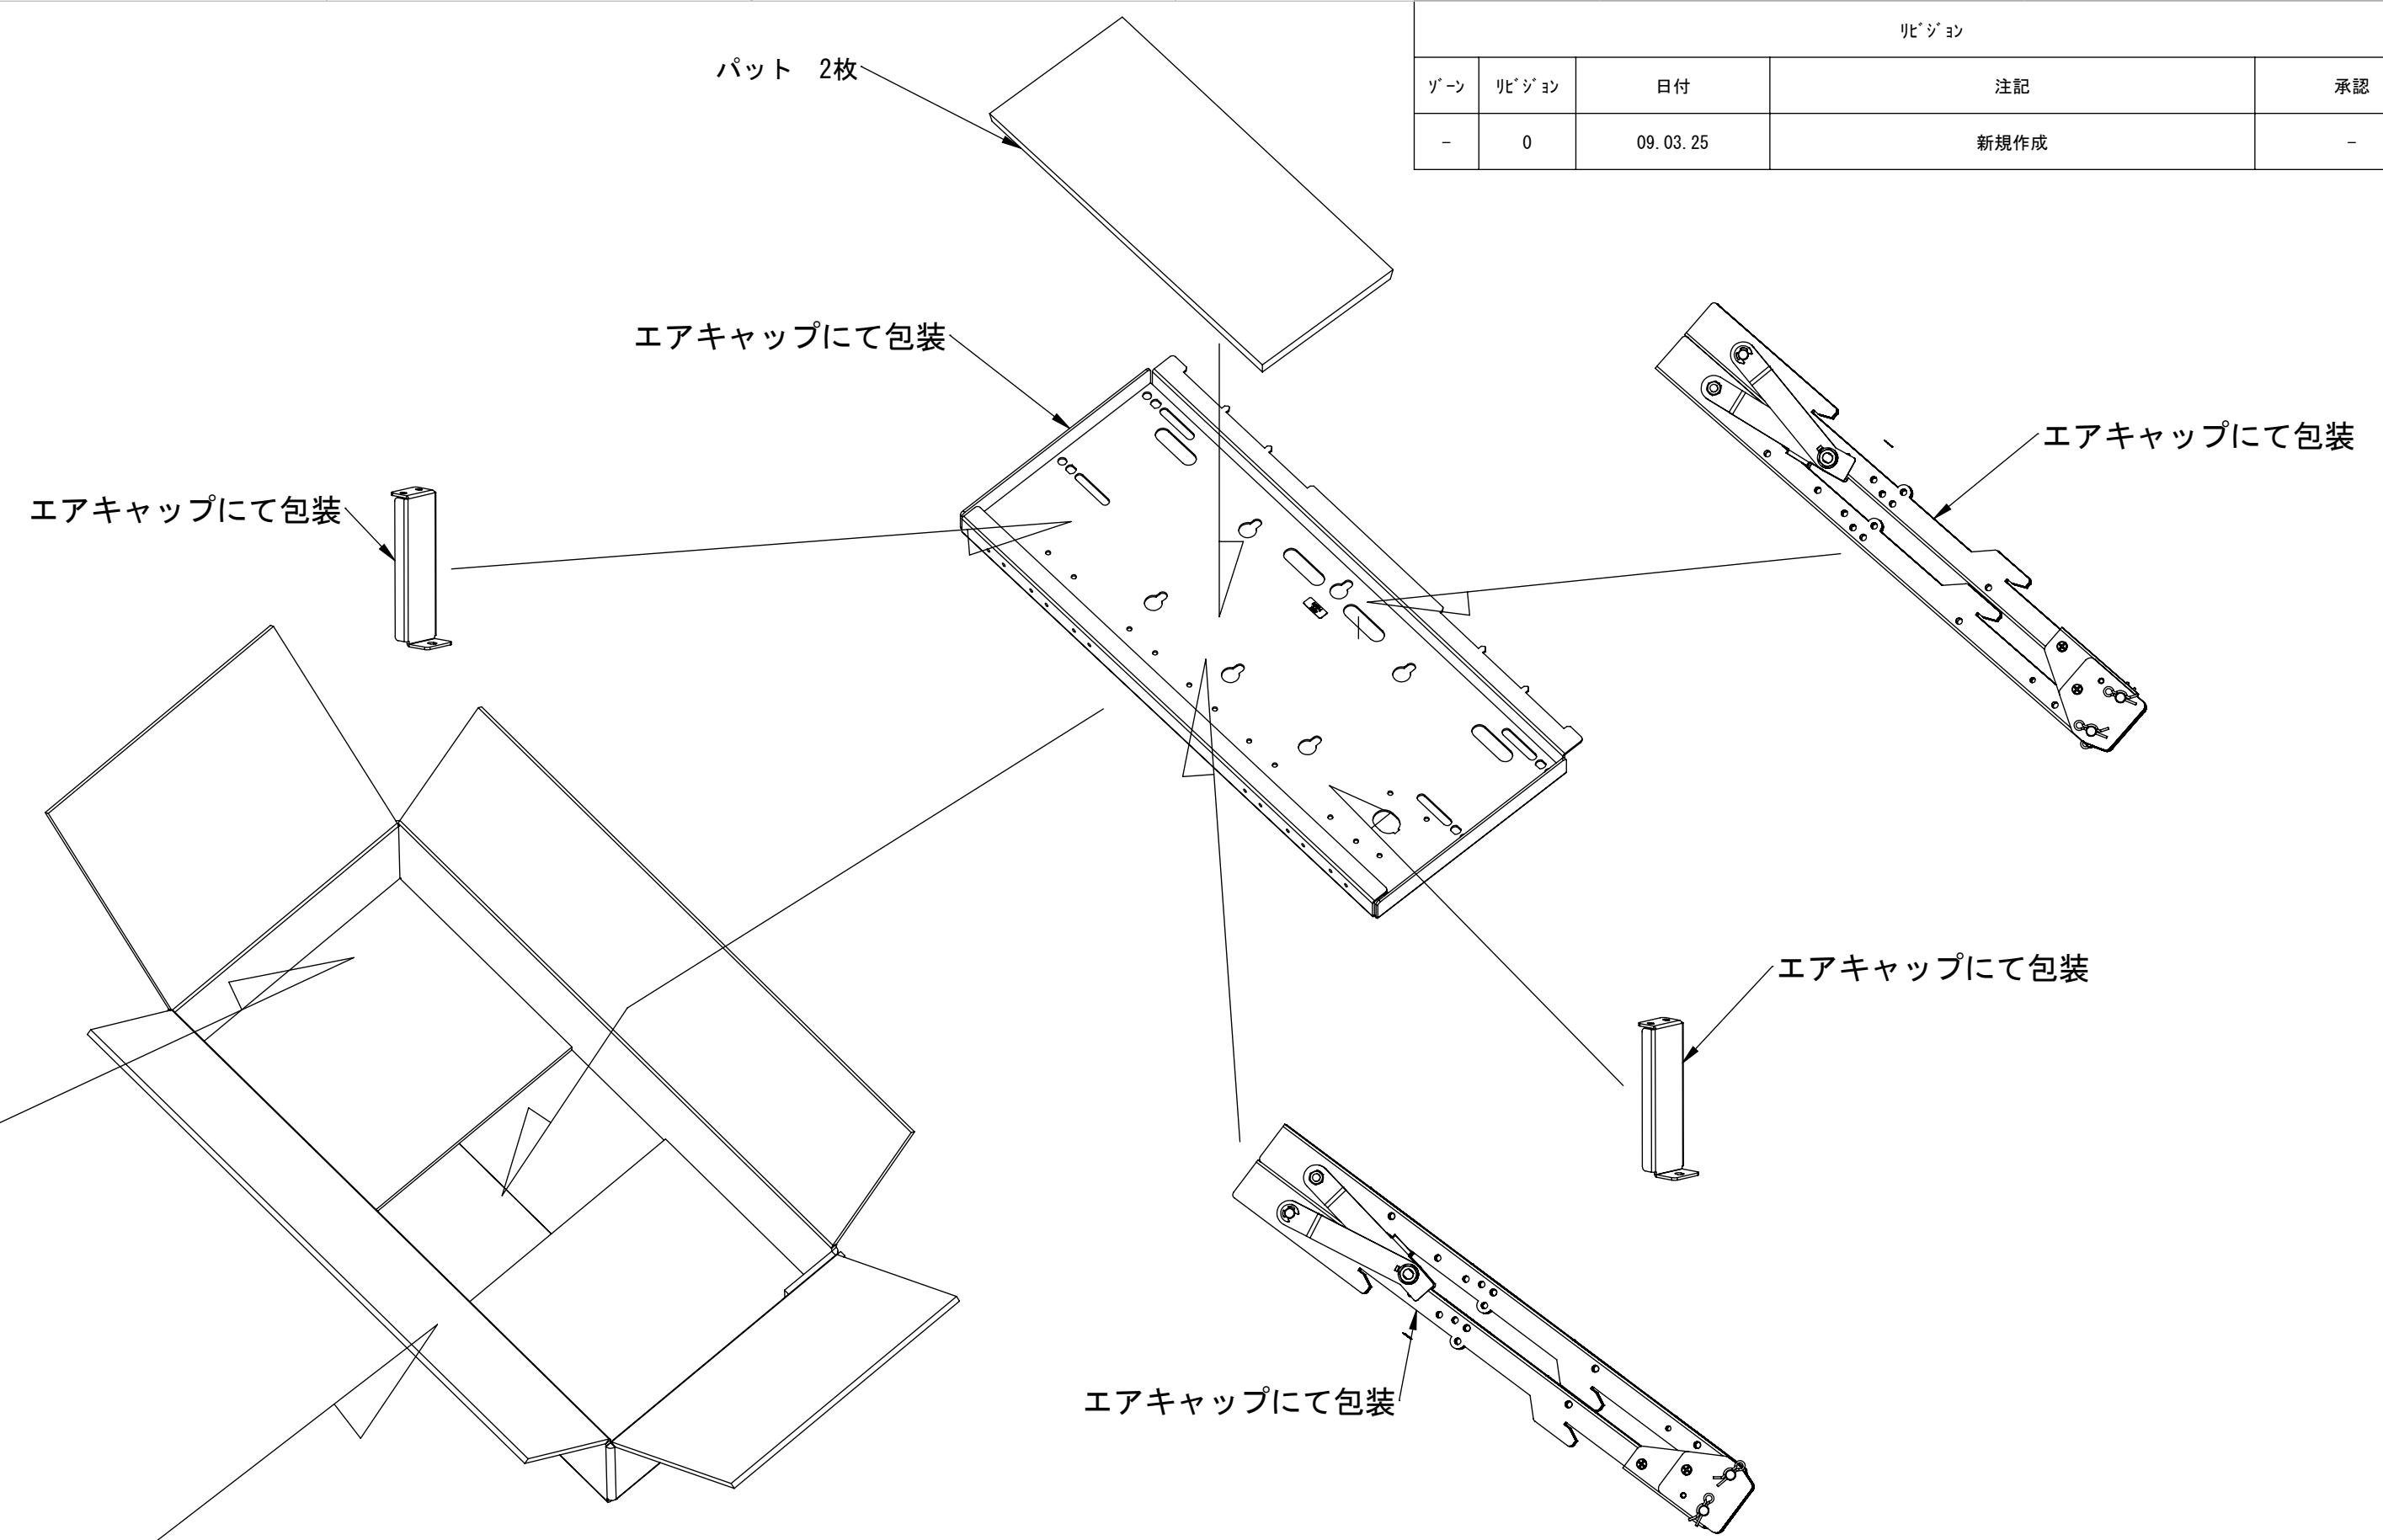 リビジョン
ゾーン リビジョン 日付 注記 承認
- 0 09.03.25 新規作成 -
パット 2枚
エアキャップにて包装
エアキャップにて包装
エアキャップにて包装
エアキャップにて包装
エアキャップにて包装